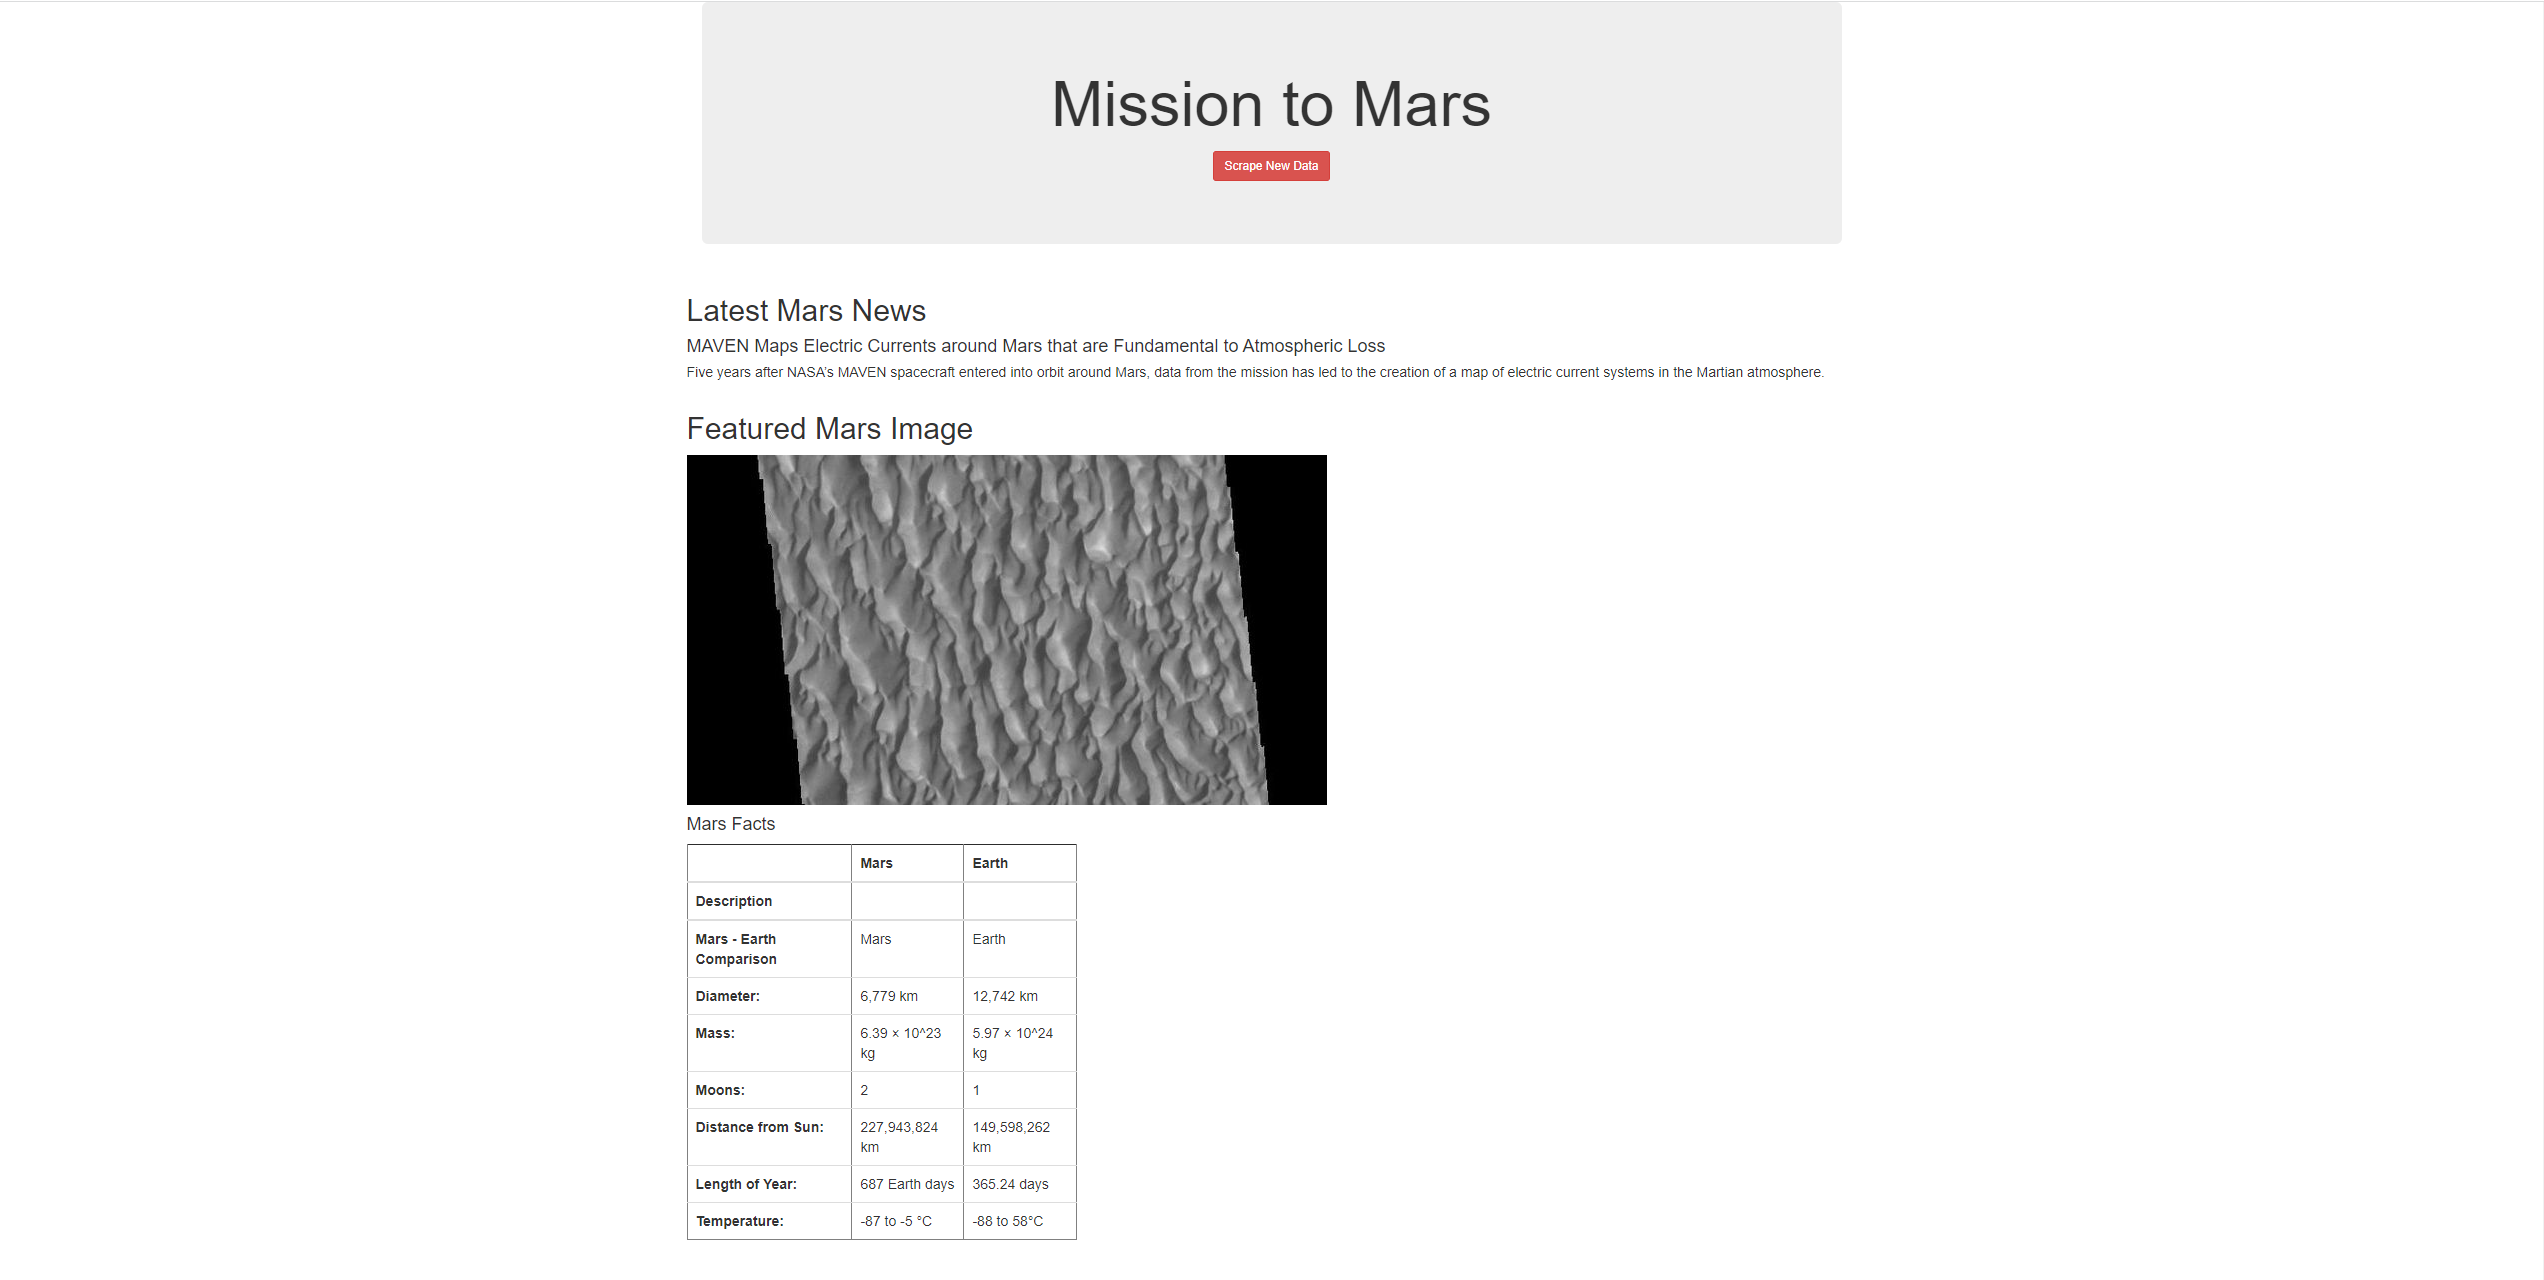 Mission to Mars
Scrape New Data
Latest Mars News
MAVEN Maps Electric Currents around Mars that are Fundamental to Atmospheric Loss
Five years after NASA’s MAVEN spacecraft entered into orbit around Mars, data from the mission has led to the creation of a map of electric current systems in the Martian atmosphere.
Featured Mars Image
Mars Facts
Mars Earth
Description
Mars - Earth Mars Earth
Comparison
Diameter: 6,779 km 12,742 km
Mass: 6.39 × 10^23 5.97 × 10^24
kg kg
Moons: 2 1
Distance from Sun: 227,943,824 149,598,262
km km
Length of Year: 687 Earth days 365.24 days
Temperature: -87 to -5 °C -88 to 58°C